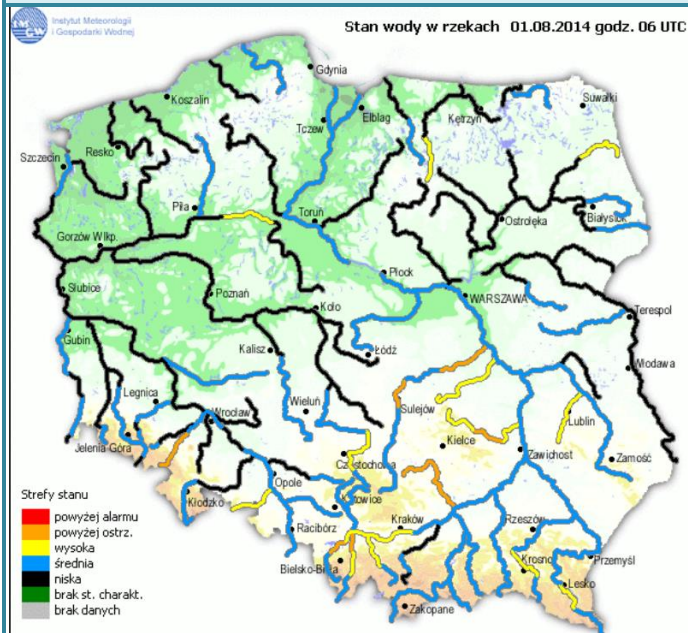 IMGW
Instytut Meteorologii
i Gospodarki Wodnej
Stan wody w rzekach 01.08.2014 godz. 06 UTC
Gdynia
Koszalin
Suwałki
Elbląg
Kętrzyn
Tczew
Resko
Szczecin
Białystok
Piła
Toruń
Ostrołęka
Gorzów Wlkp.
Płock
Słubice
Poznań
WARSZAWA
Koło
Terespol
Gubin
Kalisz
Łódź
Włodawa
Legnica
Wieluń
Sulejów
Lublin
Wrocław
Jelenia Góra
Kielce
Zawichost
Częstochowa
Zamość
Opole
Kłodzko
Katowice
Racibórz
Kraków
Rzeszów
Przemyśl
Bielsko-Biała
Krosno
Lesko
Zakopane
Strefy stanu
powyżej alarmu
powyżej ostrz.
wysoka
średnia
niska
brak st. charakt.
brak danych